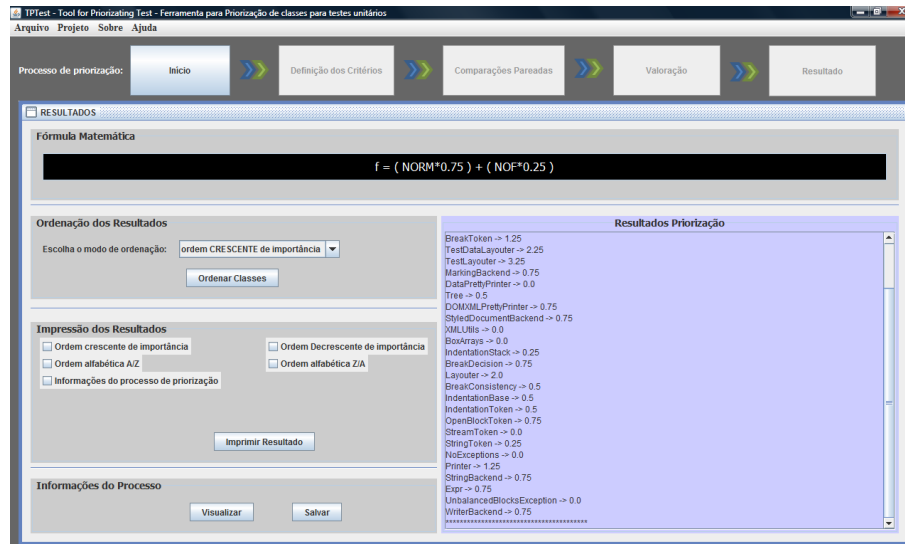 TPTest - Tool for Priorizating Test - Ferramenta para Priorização de classes para testes unitários
Arquivo Projeto Sobre Ajuda
Processo de priorização:
Início
Definição dos Critérios
Comparações Pareadas
Valoração
Resultado
RESULTADOS
Fórmula Matemática
f = ( NORM*0.75 ) + ( NOF*0.25 )
Ordenação dos Resultados
Escolha o modo de ordenação:
ordem CRESCENTE de importância
Ordenar Classes
Impressão dos Resultados
Ordem crescente de importância
Ordem Decrescente de importância
Ordem alfabética A/Z
Ordem alfabética Z/A
Informações do processo de priorização
Imprimir Resultado
Informações do Processo
Visualizar
Salvar
Resultados Priorização
BreakToken -> 1.25
TestDataLayouter -> 2.25
TestLayouter -> 3.25
MarkingBackend -> 0.75
DataPrettyPrinter -> 0.0
Tree -> 0.5
DOMXMLPrettyPrinter -> 0.75
StyledDocumentBackend -> 0.75
XMLUtils -> 0.0
BoxArrays -> 0.0
IndentationStack -> 0.25
BreakDecision -> 0.75
Layouter -> 2.0
BreakConsistency -> 0.5
IndentationBase -> 0.5
IndentationToken -> 0.5
OpenBlockToken -> 0.75
StreamToken -> 0.0
StringToken -> 0.25
NoExceptions -> 0.0
Printer -> 1.25
StringBackend -> 0.75
Expr -> 0.75
UnbalancedBlocksException -> 0.0
WriterBackend -> 0.75
****************************************